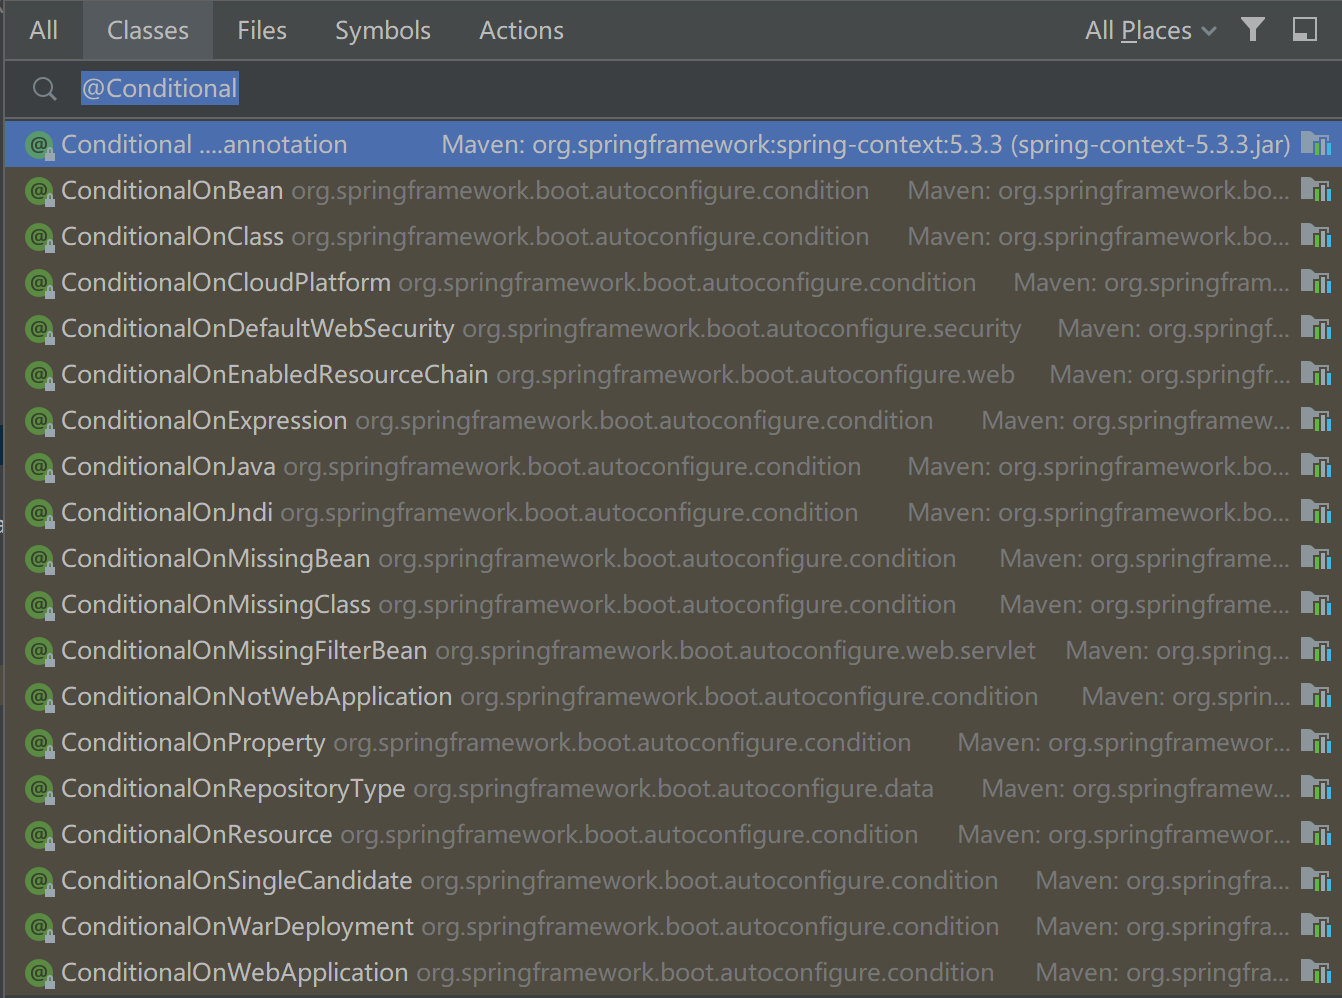 All Classes Files Symbols Actions All Places
@Conditional
Conditional ....annotation Maven: org.springframework:spring-context:5.3.3 (spring-context-5.3.3.jar)
ConditionalOnBean org.springframework.boot.autoconfigure.condition Maven: org.springframework.bo...
ConditionalOnClass org.springframework.boot.autoconfigure.condition Maven: org.springframework.bo...
ConditionalOnCloudPlatform org.springframework.boot.autoconfigure.condition Maven: org.springfram...
ConditionalOnDefaultWebSecurity org.springframework.boot.autoconfigure.security Maven: org.springf...
ConditionalOnEnabledResourceChain org.springframework.boot.autoconfigure.web Maven: org.springfr...
ConditionalOnExpression org.springframework.boot.autoconfigure.condition Maven: org.springframew...
ConditionalOnJava org.springframework.boot.autoconfigure.condition Maven: org.springframework.bo...
ConditionalOnJndi org.springframework.boot.autoconfigure.condition Maven: org.springframework.bo...
ConditionalOnMissingBean org.springframework.boot.autoconfigure.condition Maven: org.springframe...
ConditionalOnMissingClass org.springframework.boot.autoconfigure.condition Maven: org.springframe...
ConditionalOnMissingFilterBean org.springframework.boot.autoconfigure.web.servlet Maven: org.spring...
ConditionalOnNotWebApplication org.springframework.boot.autoconfigure.condition Maven: org.sprin...
ConditionalOnProperty org.springframework.boot.autoconfigure.condition Maven: org.springframewor...
ConditionalOnRepositoryType org.springframework.boot.autoconfigure.data Maven: org.springframew...
ConditionalOnResource org.springframework.boot.autoconfigure.condition Maven: org.springframewor...
ConditionalOnSingleCandidate org.springframework.boot.autoconfigure.condition Maven: org.springfra...
ConditionalOnWarDeployment org.springframework.boot.autoconfigure.condition Maven: org.springfra...
ConditionalOnWebApplication org.springframework.boot.autoconfigure.condition Maven: org.springfra...